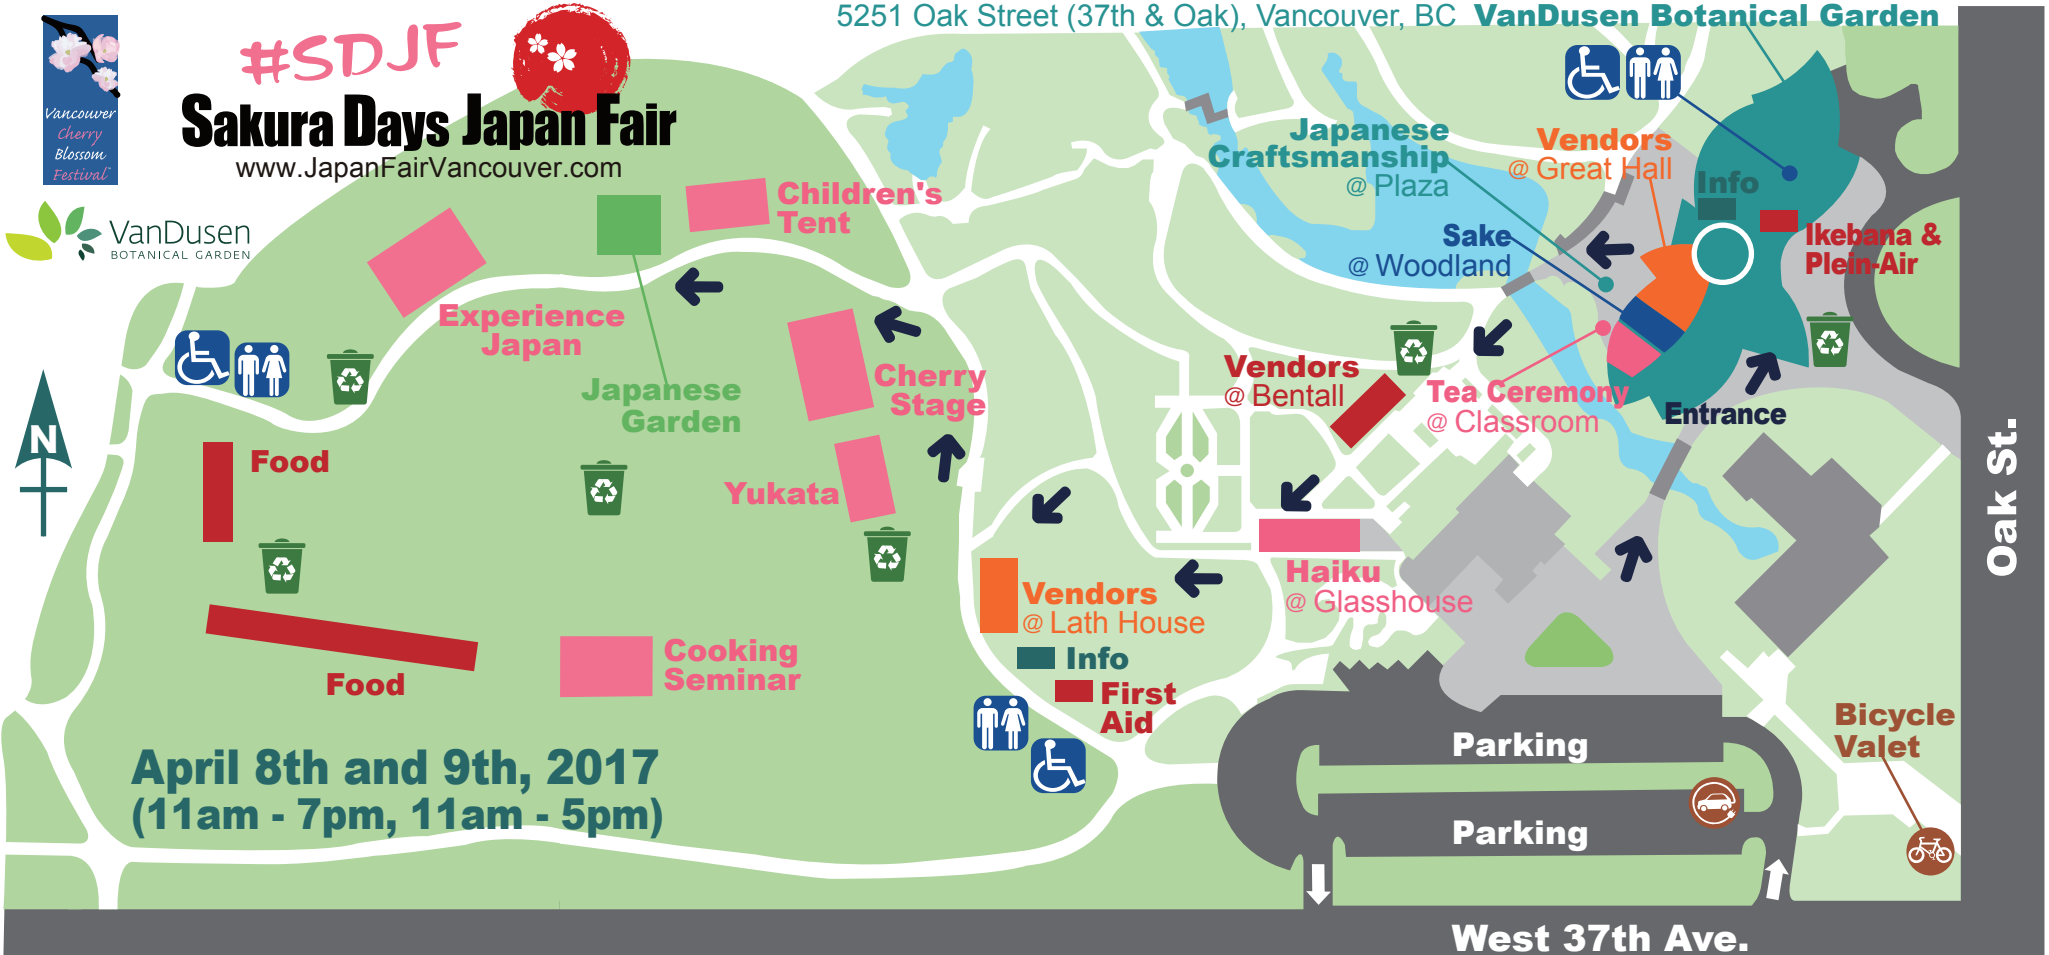 5251 Oak Street (37th & Oak), Vancouver, BC VanDusen Botanical Garden
#SDJF
Sakura Days Japan Fair
www.JapanFairVancouver.com
Vancouver
Cherry
Blossom
Festival
VanDusen
BOTANICAL GARDEN
Children's
Tent
Experience
Japan
Japanese
Garden
Cherry
Stage
Yukata
Food
Food
Cooking
Seminar
N
April 8th and 9th, 2017
(11am - 7pm, 11am - 5pm)
Japanese
Craftsmanship
@ Plaza
Vendors
@ Great Hall
Info
Sake
@ Woodland
Ikebana &
Plein-Air
Vendors
@ Bentall
Tea Ceremony
@ Classroom
Entrance
Haiku
@ Glasshouse
Vendors
@ Lath House
Info
First
Aid
Parking
Parking
Bicycle
Valet
Oak St.
West 37th Ave.